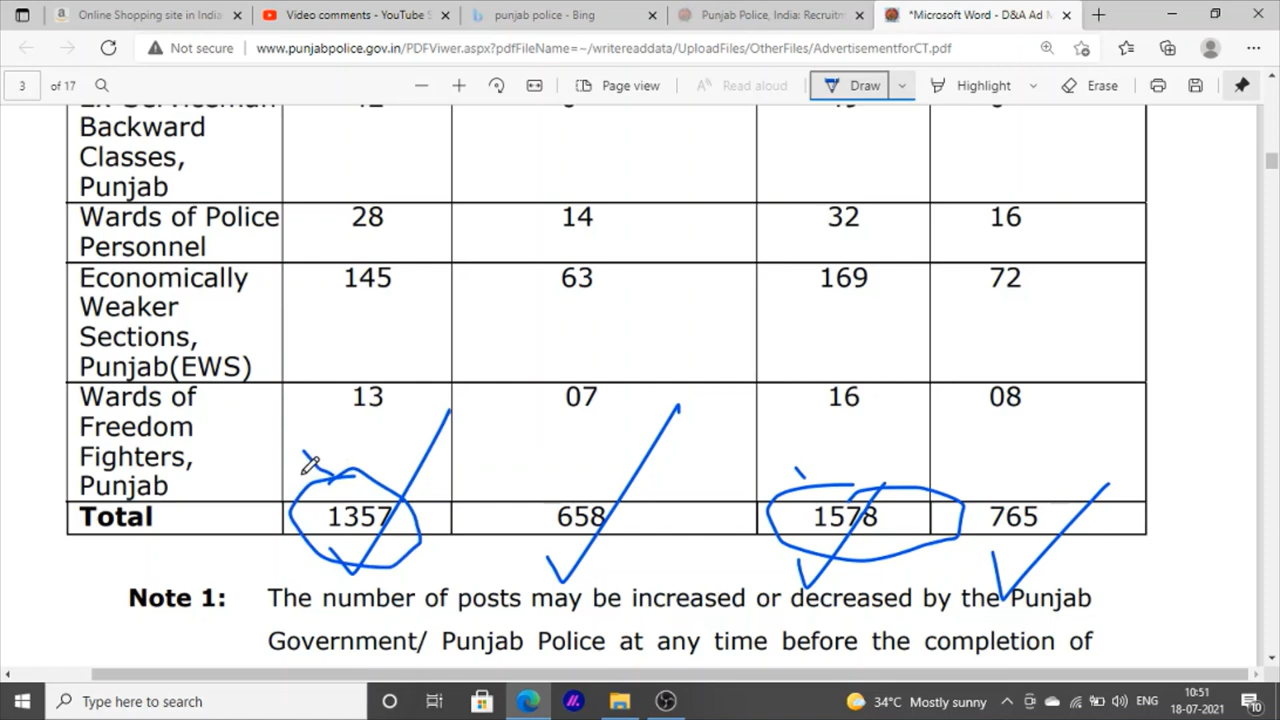 Online Shopping site in India
Video comments - YouTube S
punjab police - Bing
Punjab Police, India: Recruitm
*Microsoft Word - D&A Ad M
Not secure
www.punjabpolice.gov.in/PDFViwer.aspx?pdfFileName=~/writereaddata/UploadFiles/OtherFiles/AdvertisementforCT.pdf
3 of 17
Page view
Read aloud
Draw
Highlight
Erase
Ex-Serviceman
Backward
Classes,
Punjab
Wards of Police 28 14 32 16
Personnel
Economically 145 63 169 72
Weaker
Sections,
Punjab(EWS)
Wards of 13 07 16 08
Freedom
Fighters,
Punjab
Total 1357 658 1578 765
Note 1: The number of posts may be increased or decreased by the Punjab
Government/ Punjab Police at any time before the completion of
Type here to search
34°C Mostly sunny
ENG
10:51
18-07-2021
10